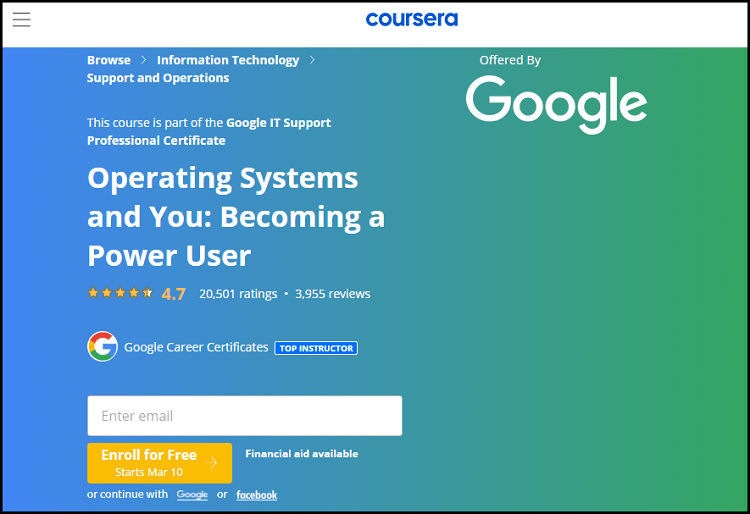 coursera
Browse > Information Technology >
Support and Operations
Offered By
Google
This course is part of the Google IT Support
Professional Certificate
Operating Systems
and You: Becoming a
Power User
4.7 20,501 ratings • 3,955 reviews
Google Career Certificates TOP INSTRUCTOR
Enter email
Enroll for Free
Starts Mar 10
Financial aid available
or continue with Google or facebook